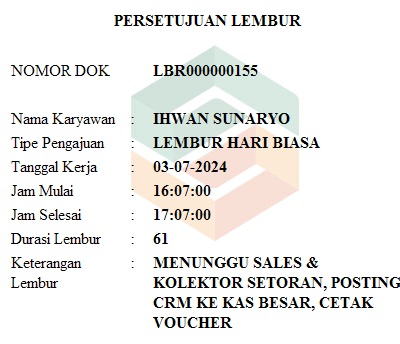 PERSETUJUAN LEMBUR
NOMOR DOK LBR000000155
Nama Karyawan : IHWAN SUNARYO
Tipe Pengajuan : LEMBUR HARI BIASA
Tanggal Kerja : 03-07-2024
Jam Mulai : 16:07:00
Jam Selesai : 17:07:00
Durasi Lembur : 61
Keterangan : MENUNGGU SALES &
Lembur KOLEKTOR SETORAN, POSTING
CRM KE KAS BESAR, CETAK
VOUCHER